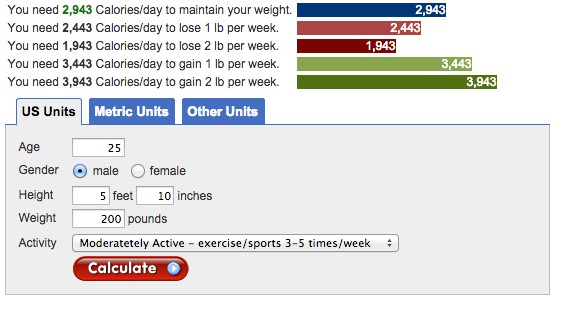 You need 2,943 Calories/day to maintain your weight. 2,943
You need 2,443 Calories/day to lose 1 lb per week. 2,443
You need 1,943 Calories/day to lose 2 lb per week. 1,943
You need 3,443 Calories/day to gain 1 lb per week. 3,443
You need 3,943 Calories/day to gain 2 lb per week. 3,943
US Units Metric Units Other Units
Age 25
Gender male female
Height 5 feet 10 inches
Weight 200 pounds
Activity Moderatetely Active - exercise/sports 3-5 times/week
Calculate